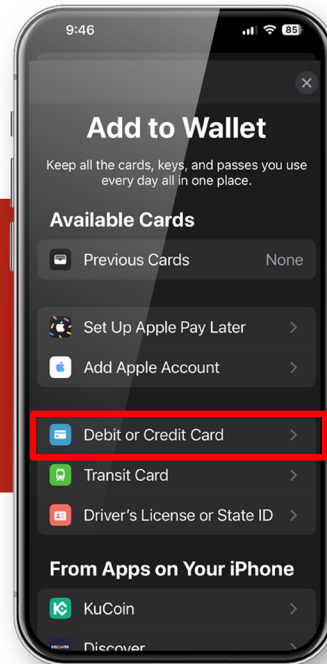 9:46
85
Add to Wallet
Keep all the cards, keys, and passes you use
every day all in one place.
Available Cards
Previous Cards None
Set Up Apple Pay Later
Add Apple Account
Debit or Credit Card
Transit Card
Driver's License or State ID
From Apps on Your iPhone
KuCoin
DISCOVER Discover